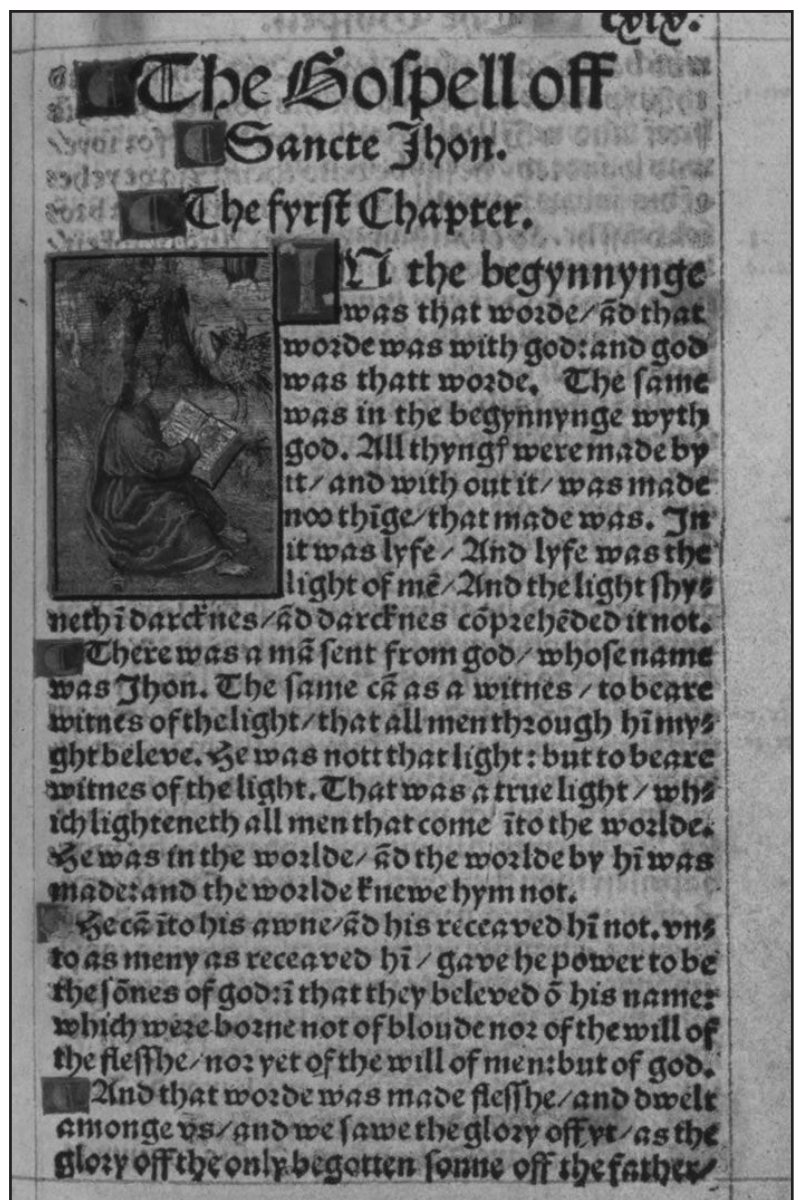 The Gospell off
Sancte Jhon.
The fyrst Chapter.
IN the begynnynge
was that worde/ ãd that
worde was with god: and god
was thatt worde. The same
was in the begynnynge wyth
god. All thyngꝭ were made by
it/ and with out it/ was made
noo thĩge/ that made was. In
it was lyfe/ And lyfe was the
light of mẽ/ And the light shy⸗
neth ĩ darcknes/ ãd darcknes cõprehẽded it not.
There was a mã sent from god/ whose name
was Jhon. The same cã as a witnes/ to beare
witnes of the light/ that all men through hĩ my⸗
ght beleve. He was nott that light: but to beare
witnes of the light. That was a true light/ wh⸗
ich lighteneth all men that come ĩto the worlde.
He was in the worlde/ ãd the worlde by hĩ was
made: and the worlde knewe hym not.
He cã ĩto his awne/ ãd his receaved hĩ not. vn⸗
to as meny as receaved hĩ/ gave he power to be
the sõnes of god: ĩ that they beleved õ his name:
which were borne not of bloude nor of the will of
the flesshe/ nor yet of the will of men: but of god.
And that worde was made flesshe/ and dwelt
amonge vs/ and we sawe the glory off yt/ as the
glory off the only begotten sonne off the father/